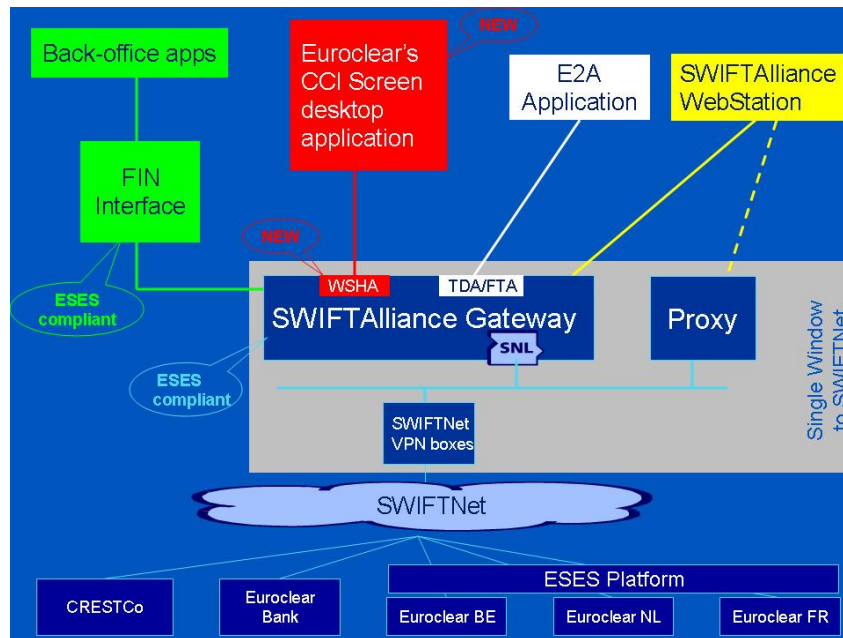 Back-office apps
Euroclear's
CCI Screen
desktop
application
NEW
E2A
Application
SWIFTAlliance
WebStation
FIN
Interface
NEW
ESES
compliant
WSHA
TDA/FTA
SWIFTAlliance Gateway
SNL
Proxy
ESES
compliant
Single Window
to SWIFTNet
SWIFTNet
VPN boxes
SWIFTNet
CRESTCo
Euroclear
Bank
ESES Platform
Euroclear BE
Euroclear NL
Euroclear FR